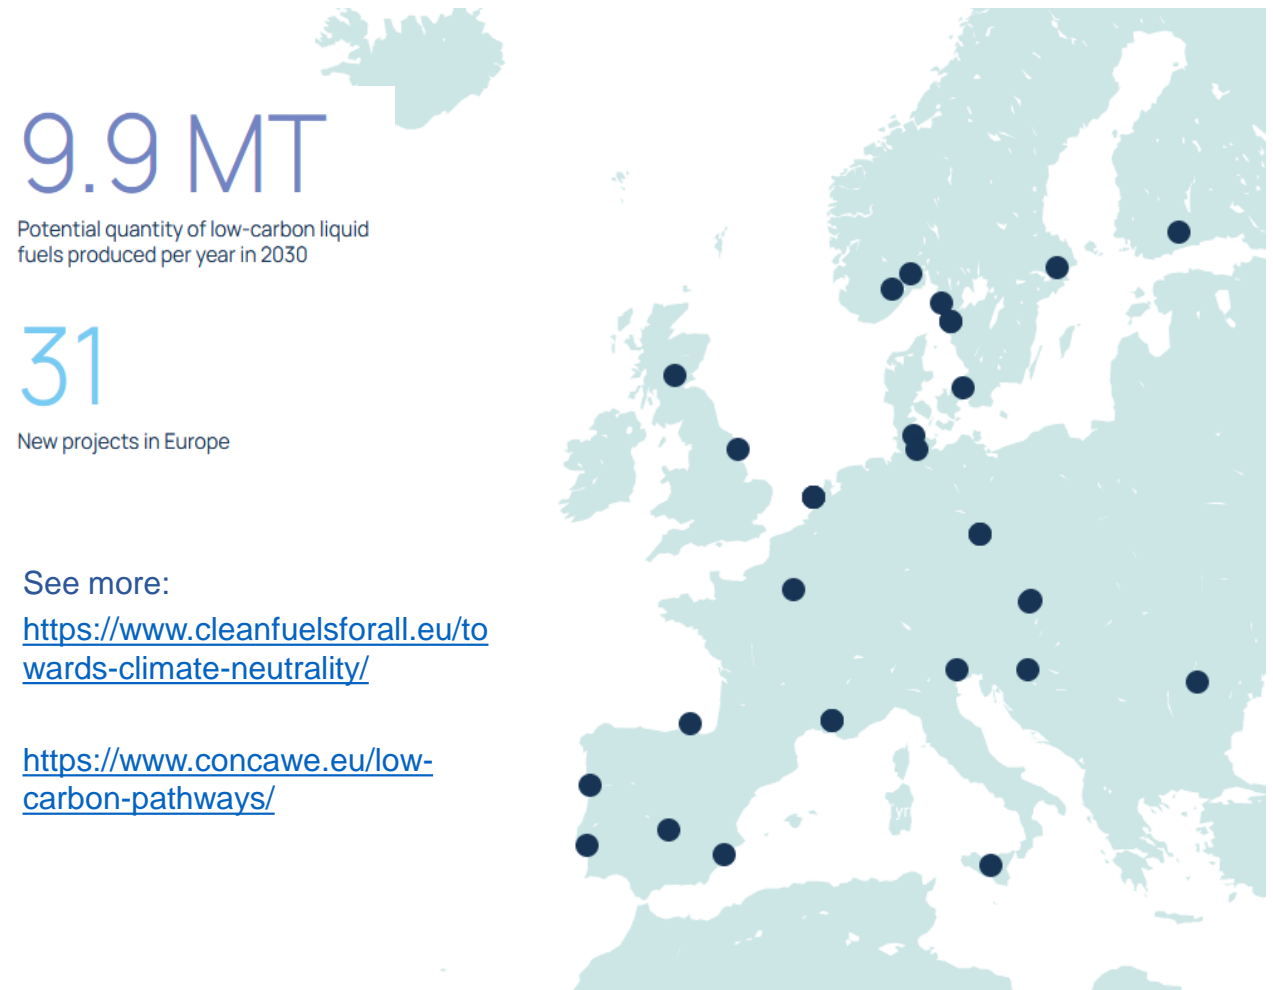 9.9 MT
Potential quantity of low-carbon liquid
fuels produced per year in 2030
31
New projects in Europe
See more:
https://www.cleanfuelsforall.eu/to
wards-climate-neutrality/
https://www.concawe.eu/low-
carbon-pathways/